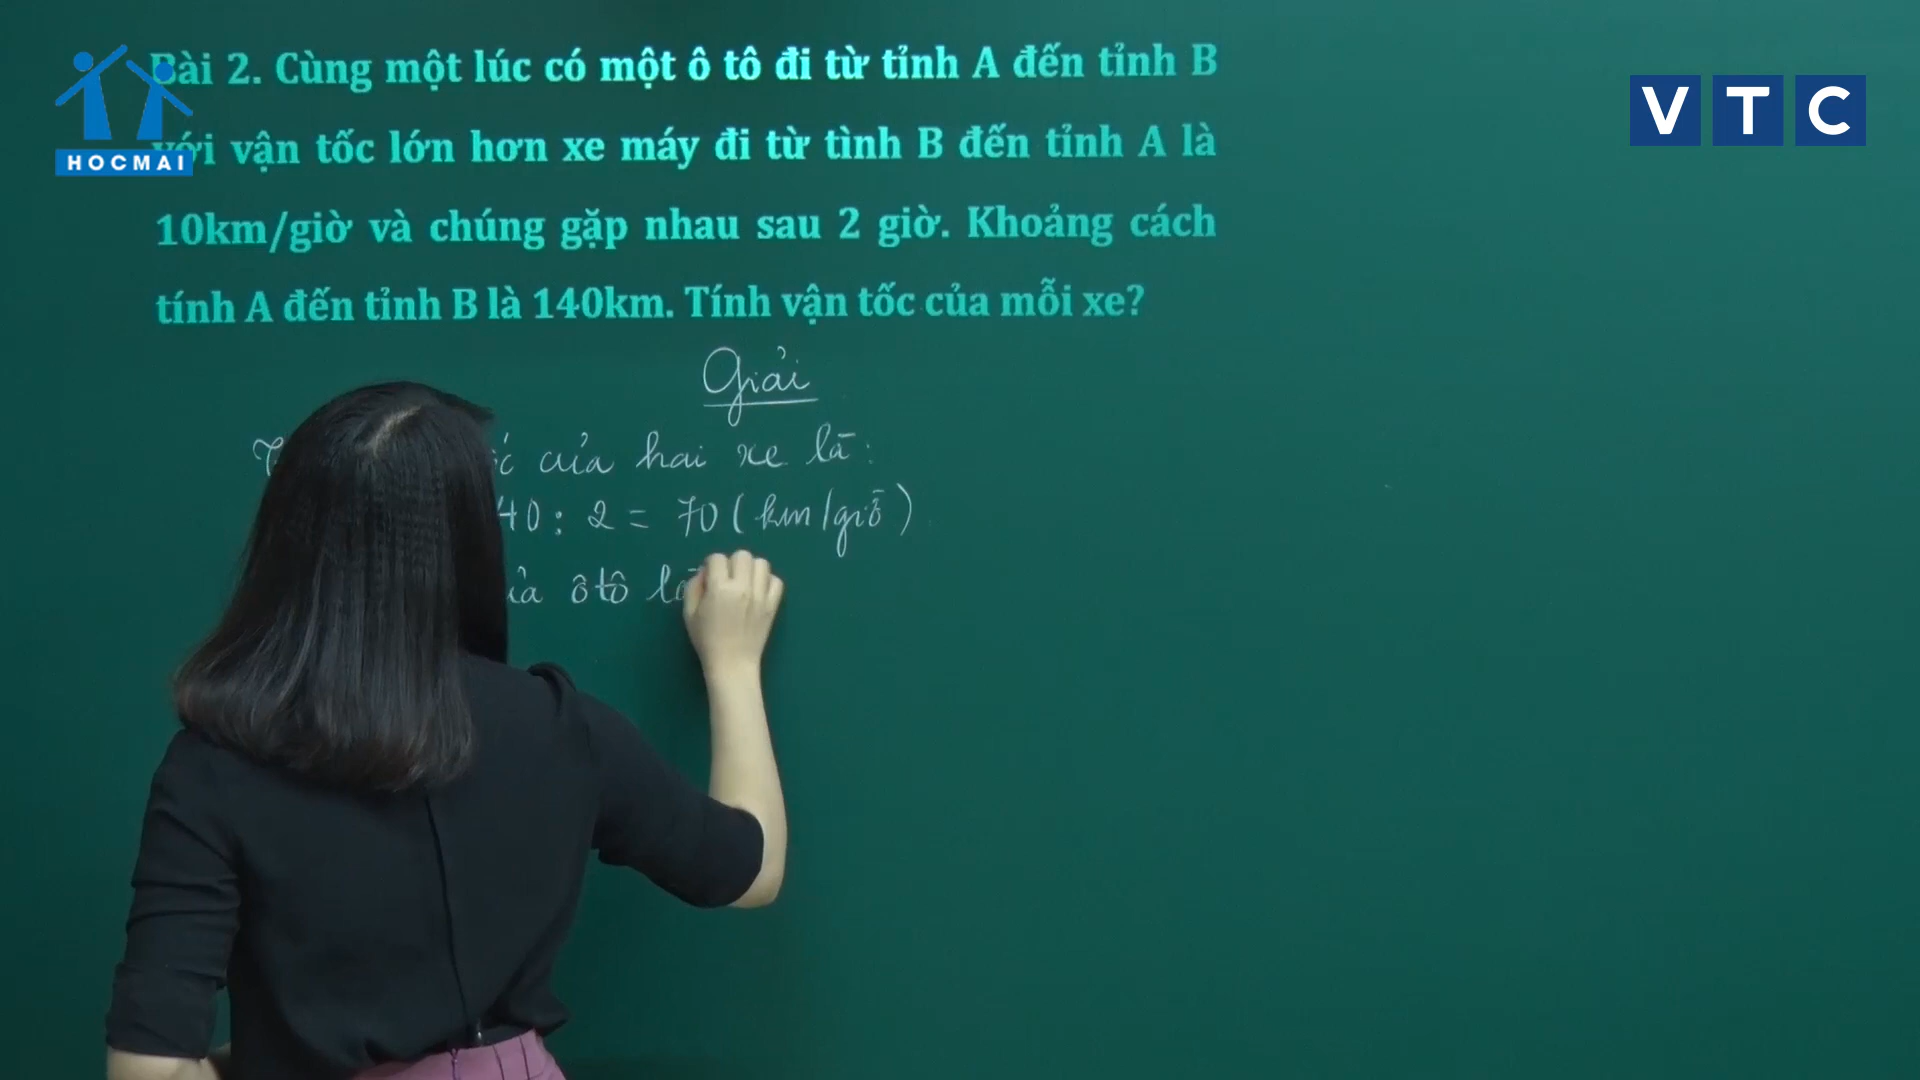 Bài 2. Cùng một lúc có một ô tô đi từ tỉnh A đến tỉnh B
với vận tốc lớn hơn xe máy đi từ tình B đến tỉnh A là
10km/giờ và chúng gặp nhau sau 2 giờ. Khoảng cách
tính A đến tỉnh B là 140km. Tính vận tốc của mỗi xe?
HOCMAI
VTC
Giải
của hai xe là:
40 : 2 = 70 (km/giờ)
ôtô là